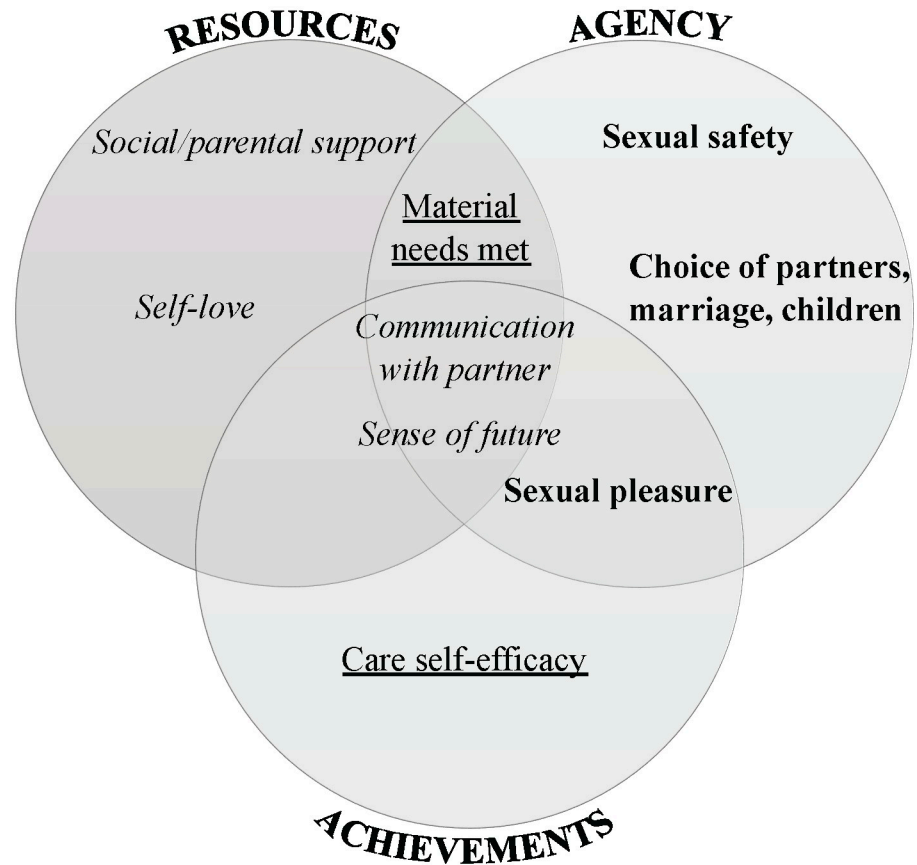 RESOURCES
AGENCY
Social/parental support
Sexual safety
Material
needs met
Choice of partners,
marriage, children
Self-love
Communication
with partner
Sense of future
Sexual pleasure
Care self-efficacy
ACHIEVEMENTS